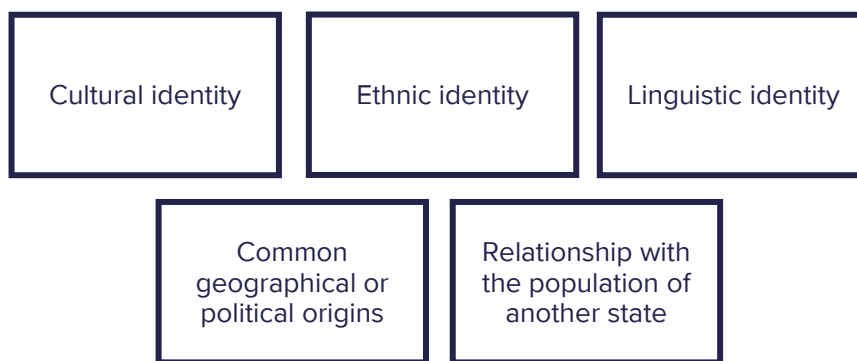 Cultural identity
Ethnic identity
Linguistic identity
Common
geographical or
political origins
Relationship with
the population of
another state